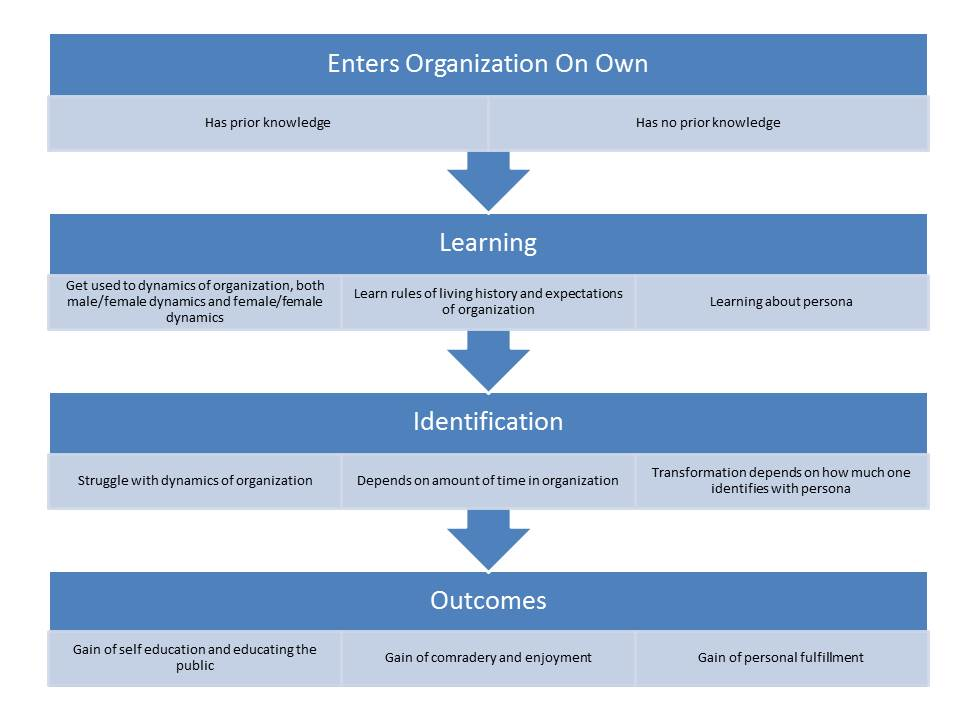 Enters Organization On Own
Has prior knowledge
Has no prior knowledge
Learning
Get used to dynamics of organization, both
male/female dynamics and female/female
dynamics
Learn rules of living history and expectations
of organization
Learning about persona
Identification
Struggle with dynamics of organization
Depends on amount of time in organization
Transformation depends on how much one
identifies with persona
Outcomes
Gain of self education and educating the
public
Gain of comradery and enjoyment
Gain of personal fulfillment